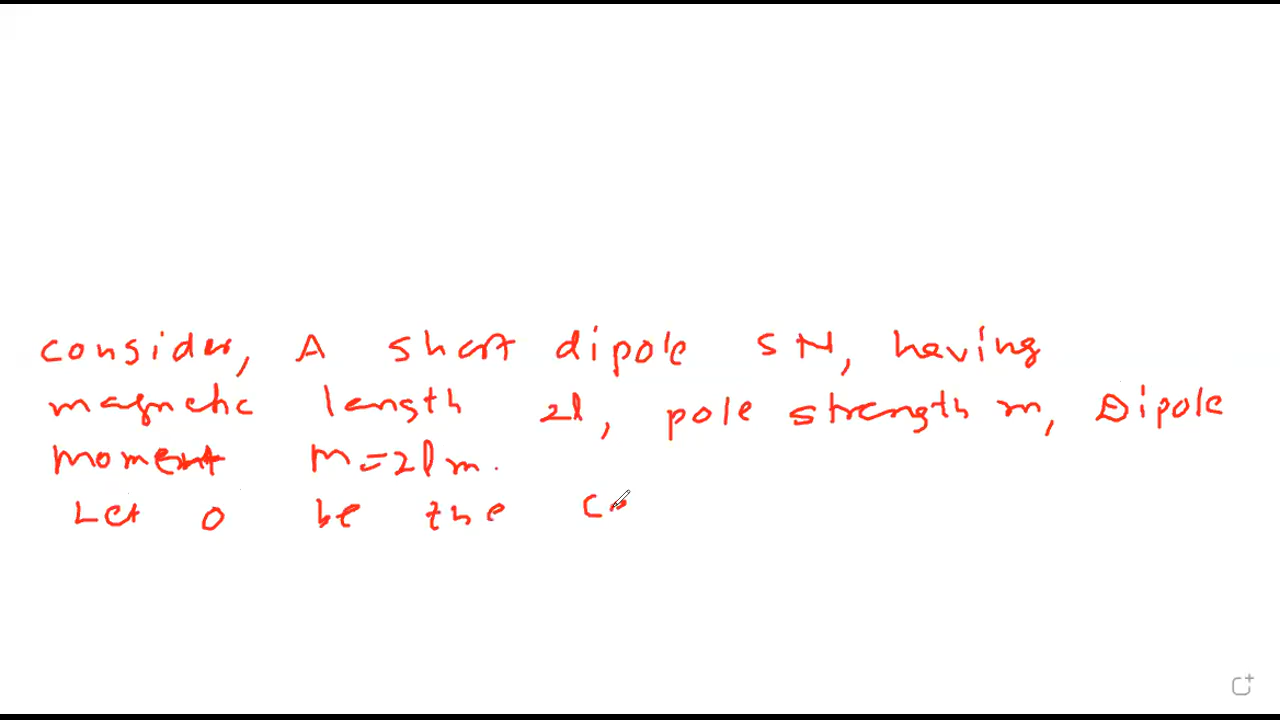 consider, A short dipole SN, having
magnetic length 2l, pole strength m, Dipole
moment M=2lm.
Let O be the